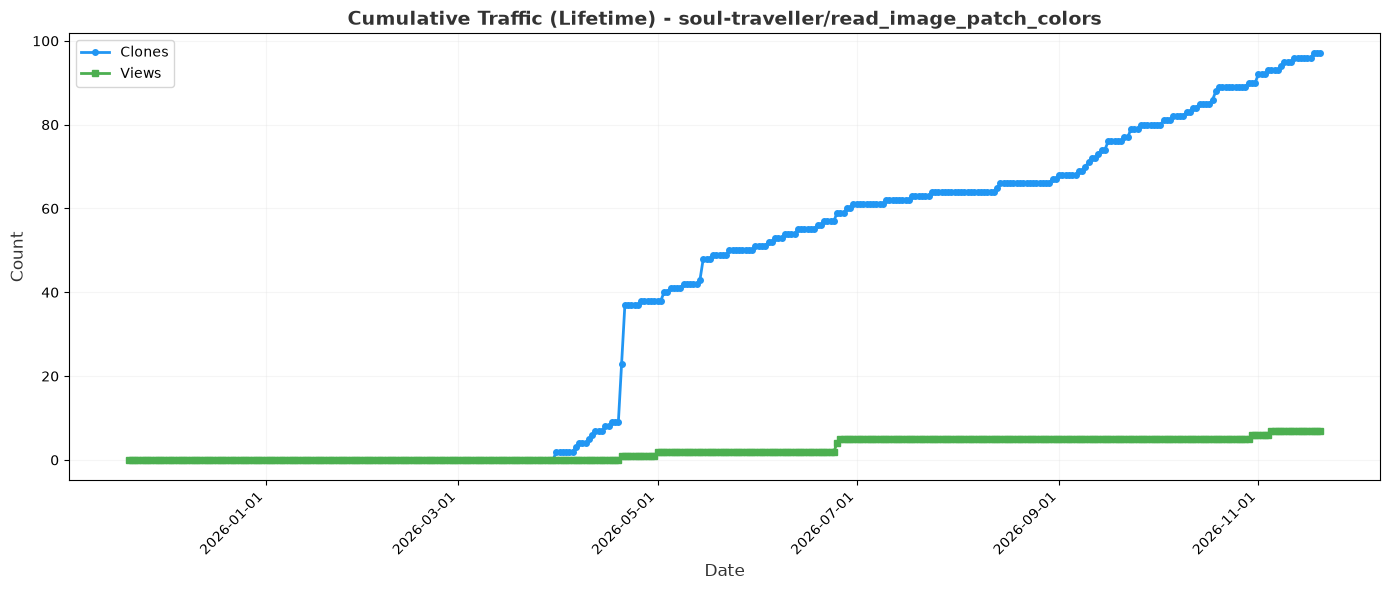 Cumulative Traffic (Lifetime) - soul-traveller/read_image_patch_colors
Clones
Views
Count
100
80
60
40
20
0
2026-01-01
2026-03-01
2026-05-01
2026-07-01
2026-09-01
2026-11-01
Date